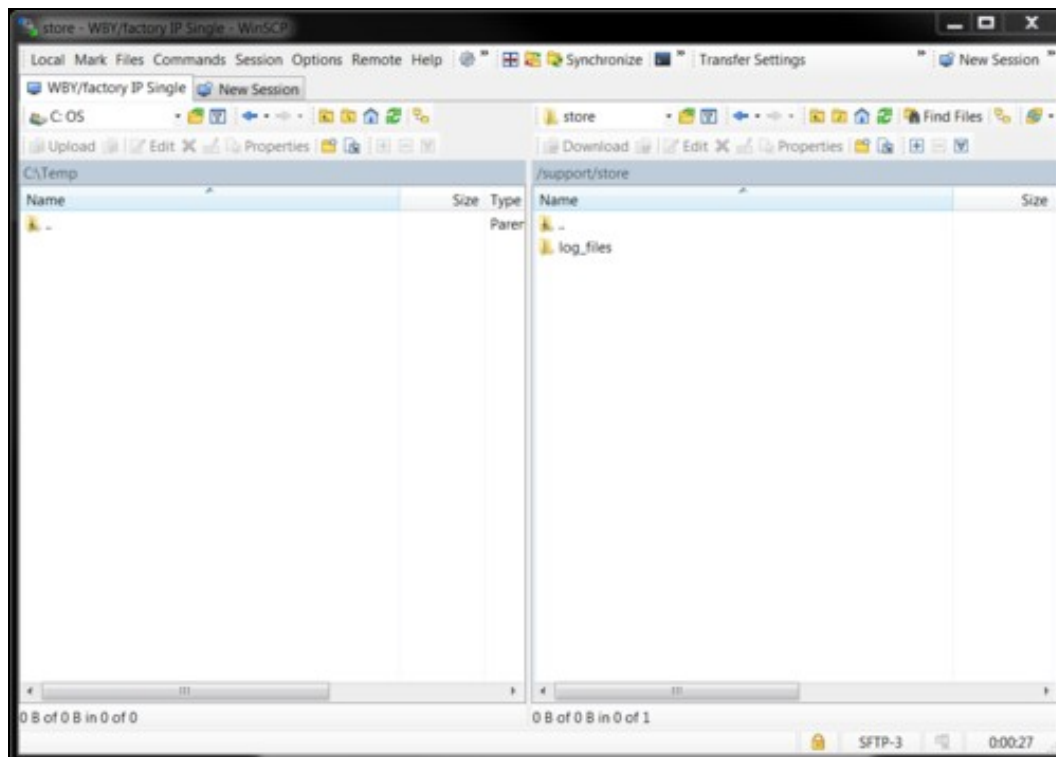 store - WBY/factory IP Single - WinSCP
Local Mark Files Commands Session Options Remote Help Synchronize Transfer Settings New Session
WBY/factory IP Single New Session
C: OS store Find Files
Upload Edit Properties Download Edit Properties
C:\Temp /support/store
Name Size Type Name Size
.. Paren ..
log_files
0 B of 0 B in 0 of 0 0 B of 0 B in 0 of 1
SFTP-3 0:00:27